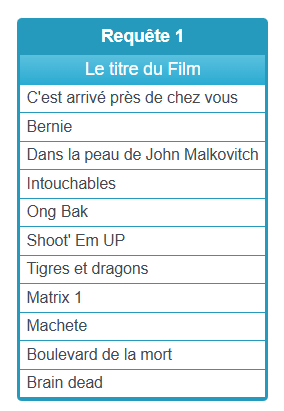 Requête 1
Le titre du Film
C'est arrivé près de chez vous
Bernie
Dans la peau de John Malkovitch
Intouchables
Ong Bak
Shoot' Em UP
Tigres et dragons
Matrix 1
Machete
Boulevard de la mort
Brain dead